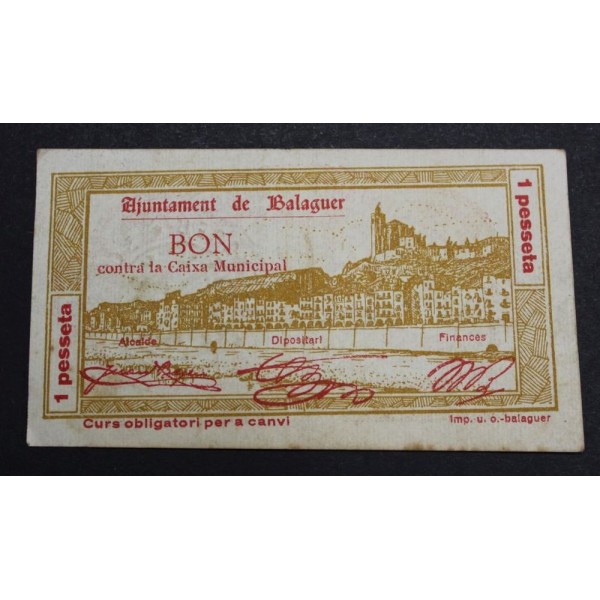 Ajuntament de Balaguer
BON
contra la Caixa Municipal
1 pesseta
1 pesseta
Alcalde
Dipositari
Finances
Curs obligatori per a canvi
Imp. u. o.-balaguer